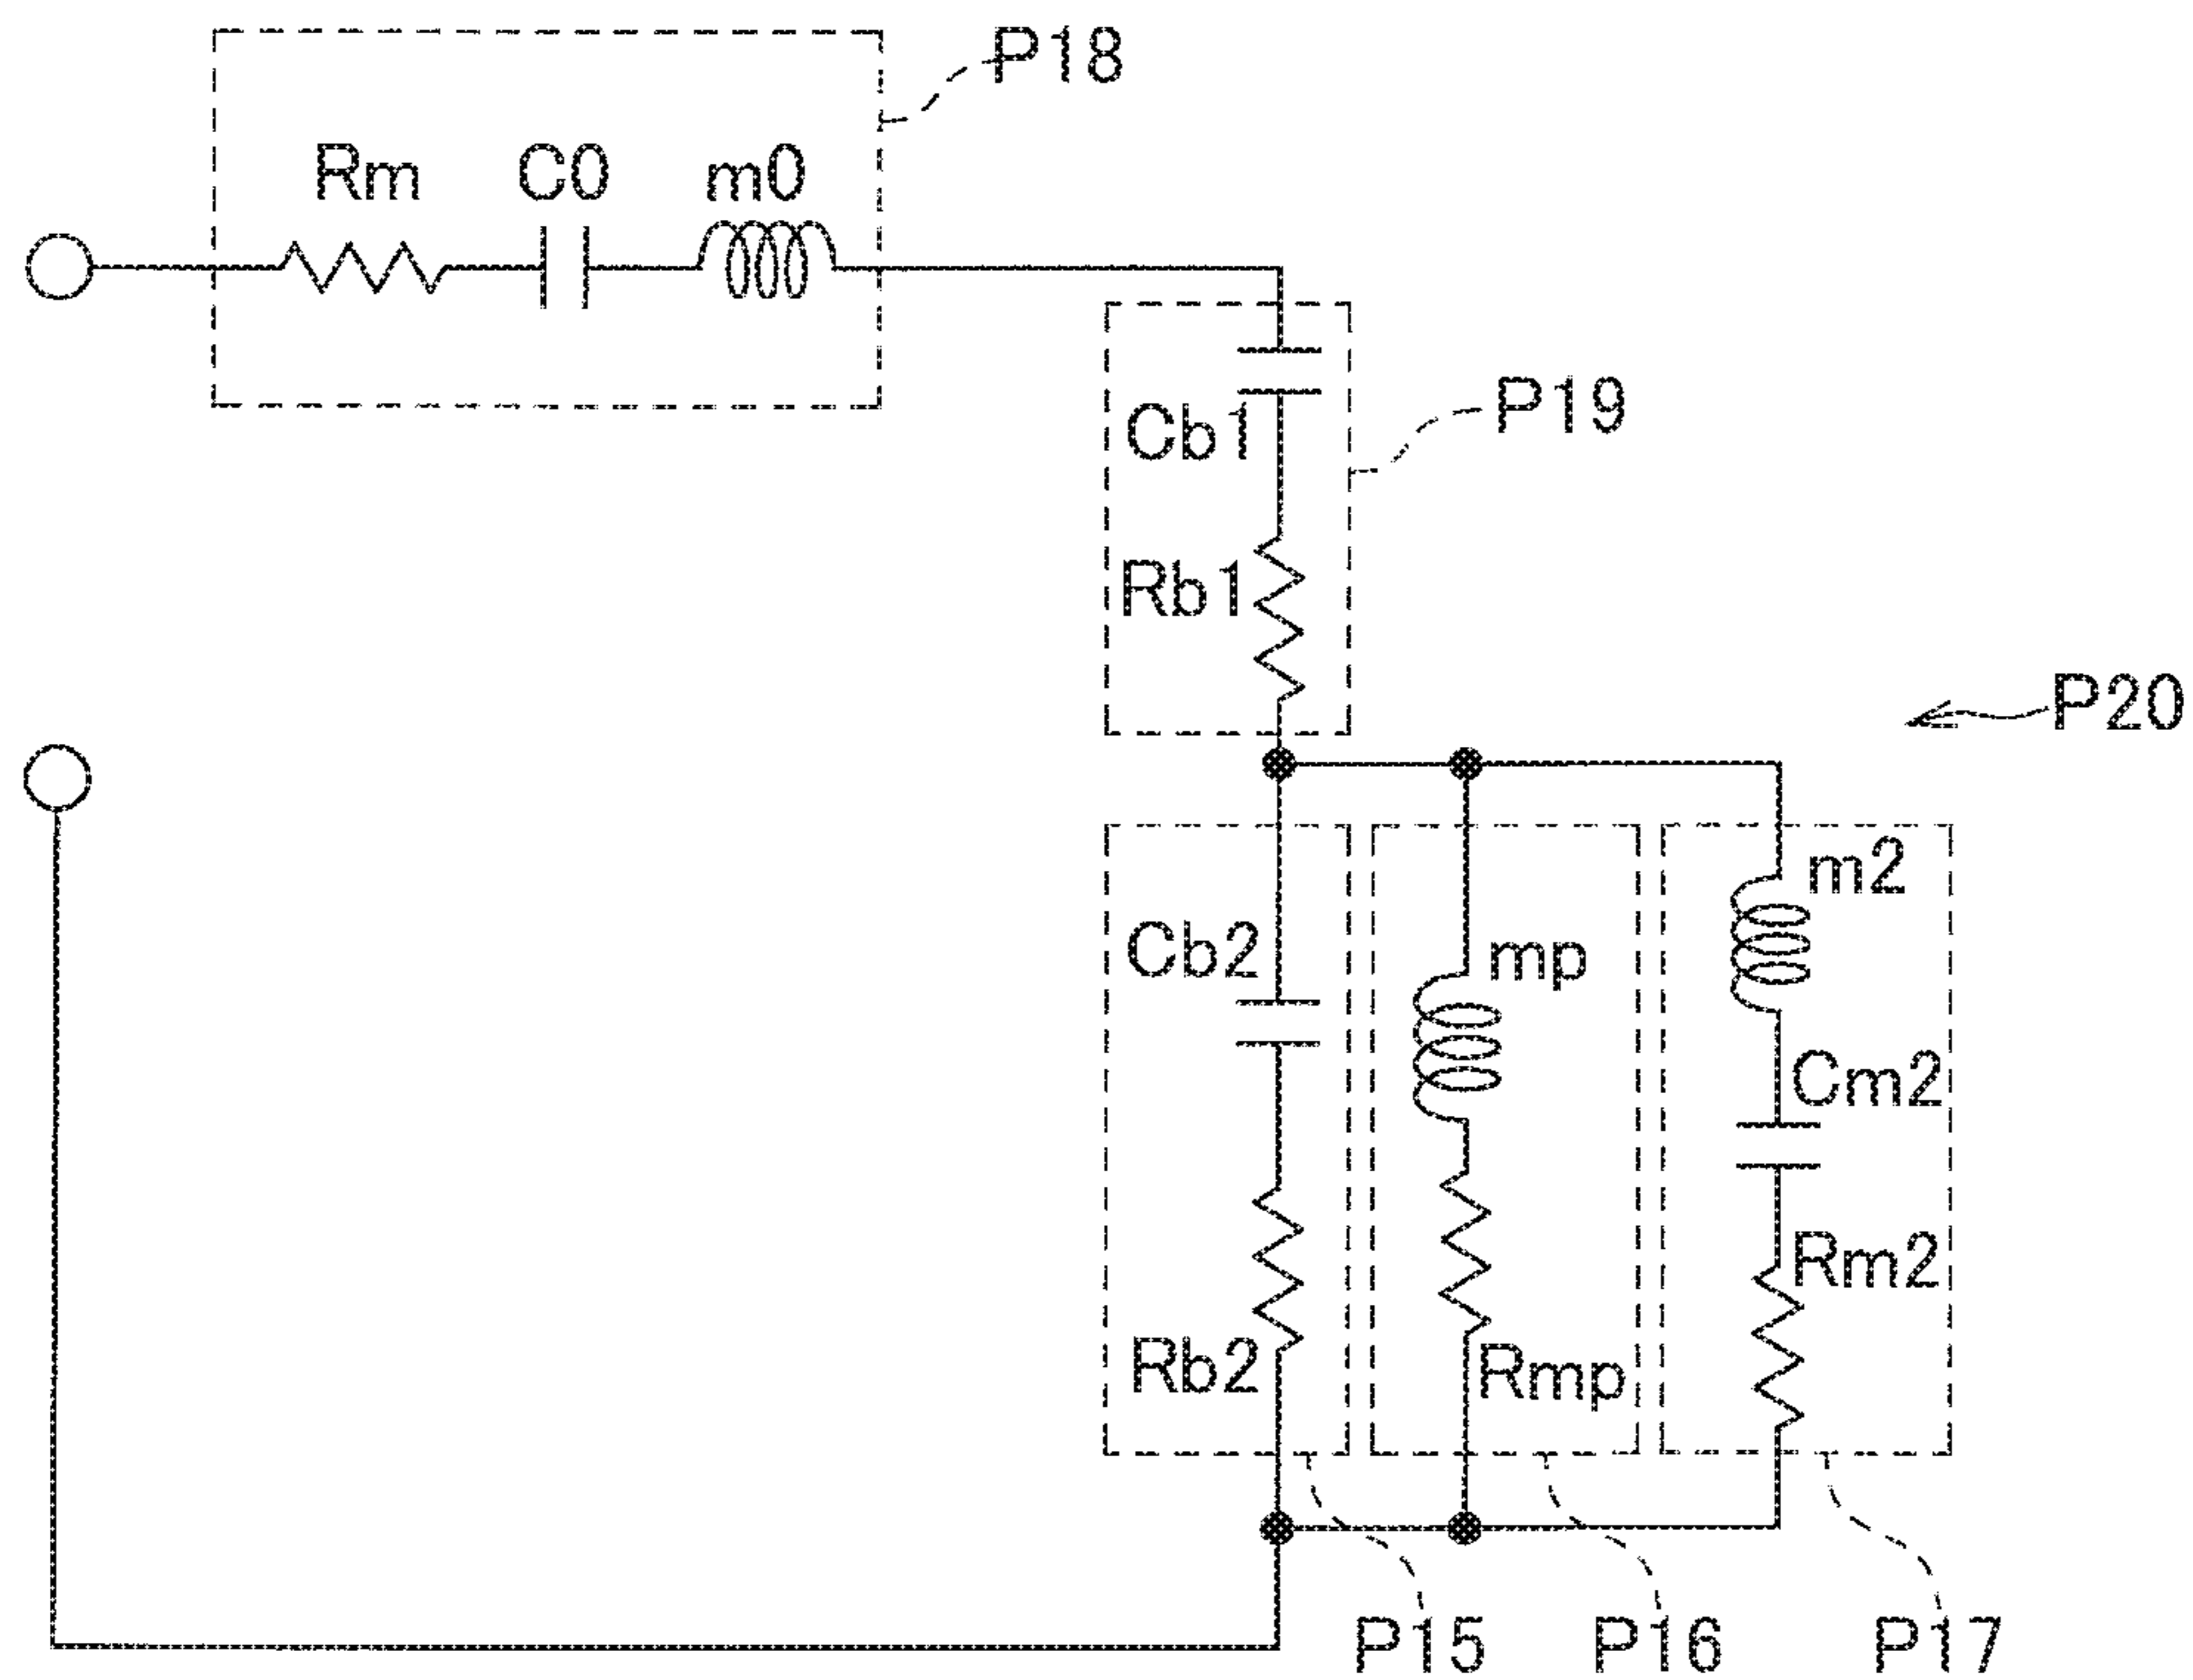 P18
Rm C0 m0
P19
Cb1
Rb1
P20
m2
Cb2 mp
Cm2
Rm2
Rb2 Rmp
P15 P16 P17